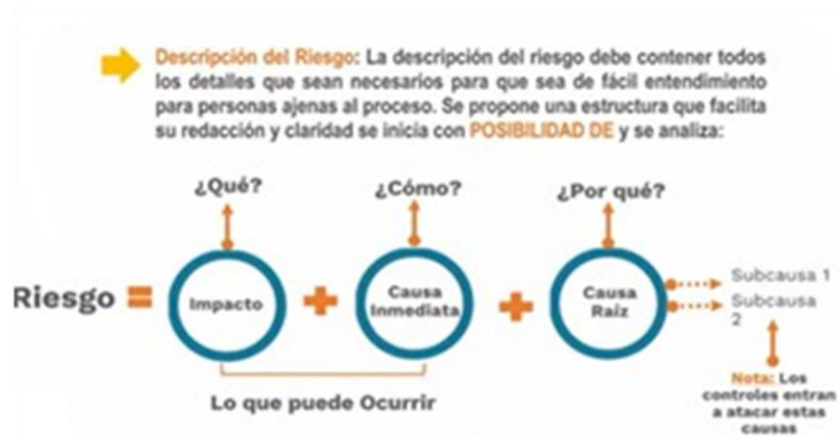 Descripción del Riesgo: La descripción del riesgo debe contener todos
los detalles que sean necesarios para que sea de fácil entendimiento
para personas ajenas al proceso. Se propone una estructura que facilita
su redacción y claridad se inicia con POSIBILIDAD DE y se analiza:
¿Qué?
¿Cómo?
¿Por qué?
Riesgo =
Impacto
+
Causa
Inmediata
+
Causa
Raíz
Subcausa 1
Subcausa
2
Lo que puede Ocurrir
Nota: Los
controles entran
a atacar estas
causas